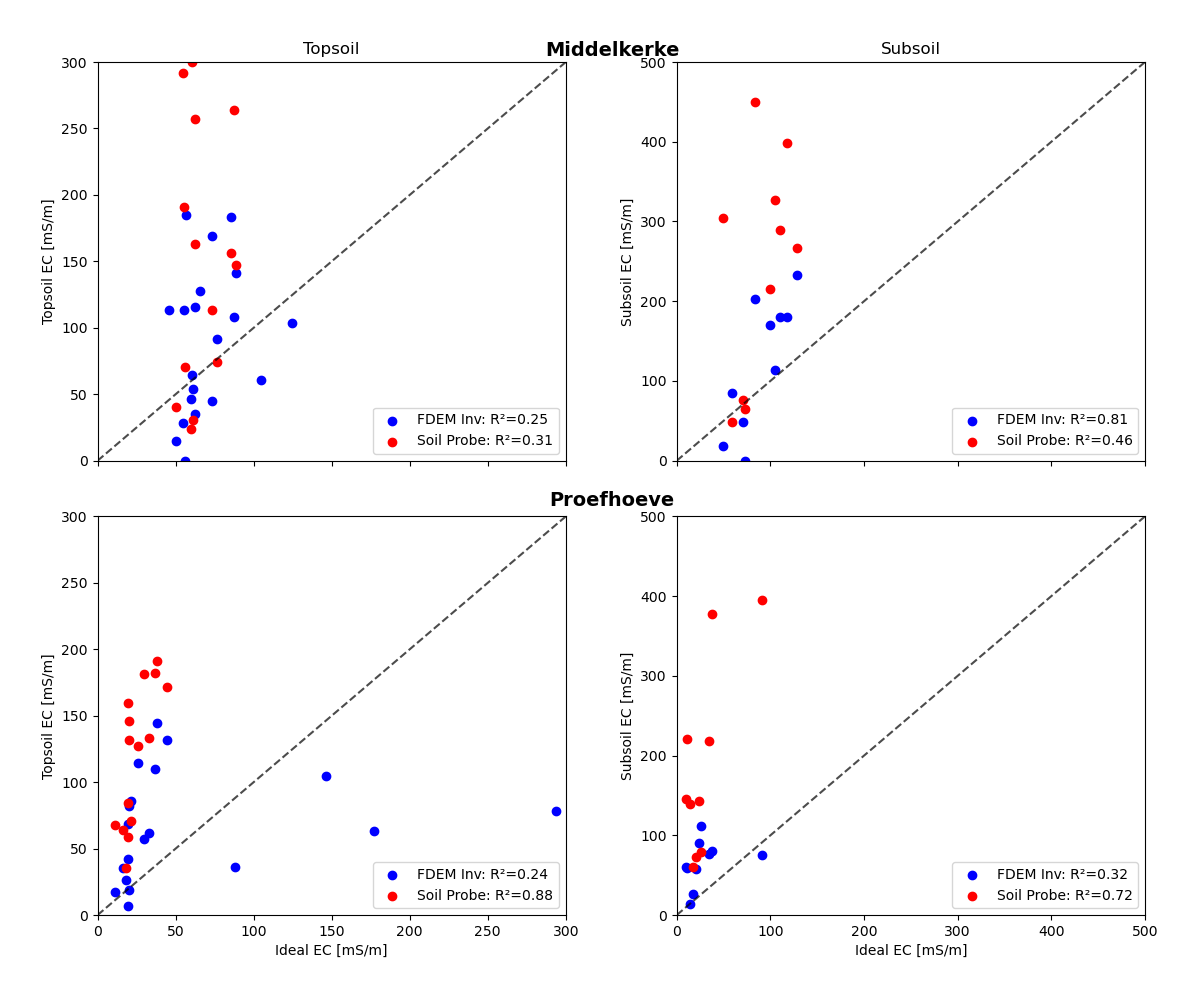 Topsoil
Middelkerke
Subsoil
300
250
200
150
100
50
0
Topsoil EC [mS/m]
FDEM Inv: R²=0.25
Soil Probe: R²=0.31
500
400
300
200
100
0
Subsoil EC [mS/m]
FDEM Inv: R²=0.81
Soil Probe: R²=0.46
Proefhoeve
300
250
200
150
100
50
0
Topsoil EC [mS/m]
FDEM Inv: R²=0.24
Soil Probe: R²=0.88
0 50 100 150 200 250 300
Ideal EC [mS/m]
500
400
300
200
100
0
Subsoil EC [mS/m]
FDEM Inv: R²=0.32
Soil Probe: R²=0.72
0 100 200 300 400 500
Ideal EC [mS/m]